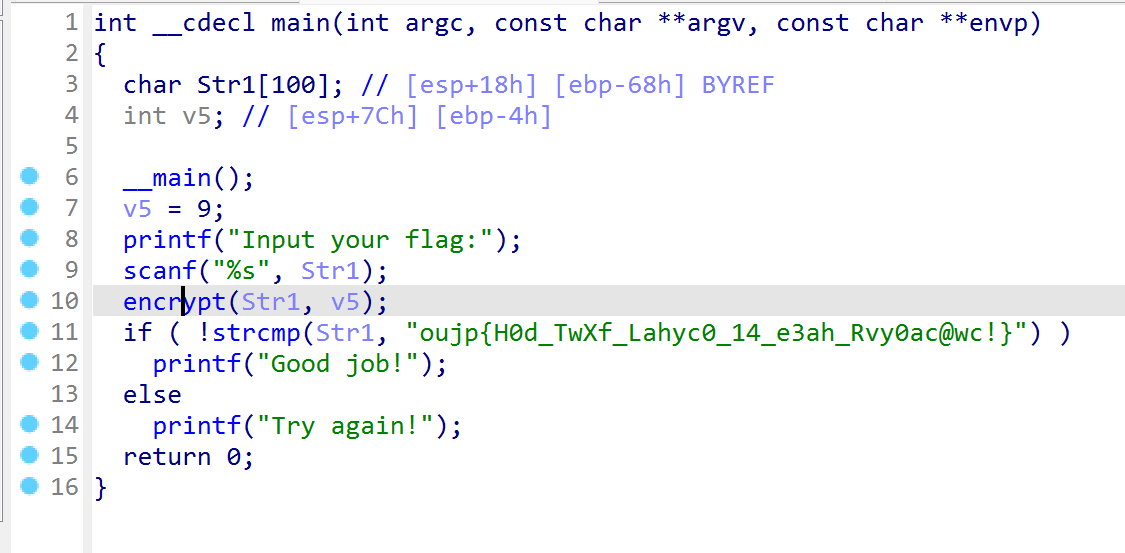 1 int __cdecl main(int argc, const char **argv, const char **envp)
2 {
3 char Str1[100]; // [esp+18h] [ebp-68h] BYREF
4 int v5; // [esp+7Ch] [ebp-4h]
5
6 __main();
7 v5 = 9;
8 printf("Input your flag:");
9 scanf("%s", Str1);
10 encrypt(Str1, v5);
11 if ( !strcmp(Str1, "oujp{H0d_TwXf_Lahyc0_14_e3ah_Rvy0ac@wc!}") )
12 printf("Good job!");
13 else
14 printf("Try again!");
15 return 0;
16 }